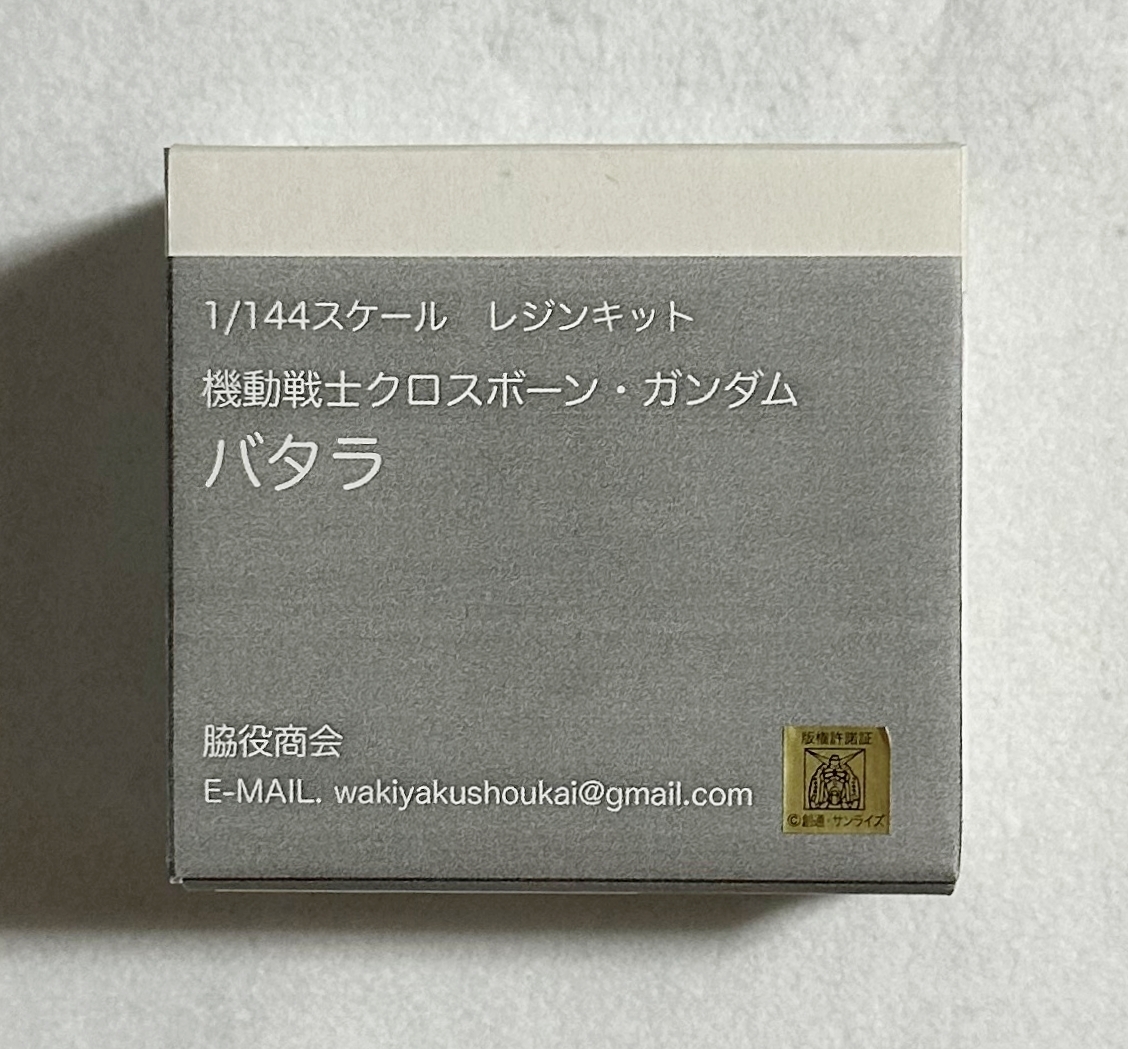 1/144スケール　レジンキット
機動戦士クロスボーン・ガンダム
バタラ
脇役商会
E-MAIL. wakiyakushoukai@gmail.com
版権許諾証
©創通・サンライズ